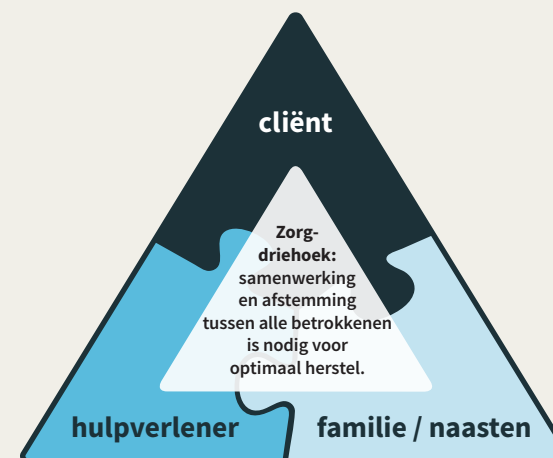 cliënt
Zorg-
driehoek:
samenwerking
en afstemming
tussen alle betrokkenen
is nodig voor
optimaal herstel.
hulpverlener
familie / naasten